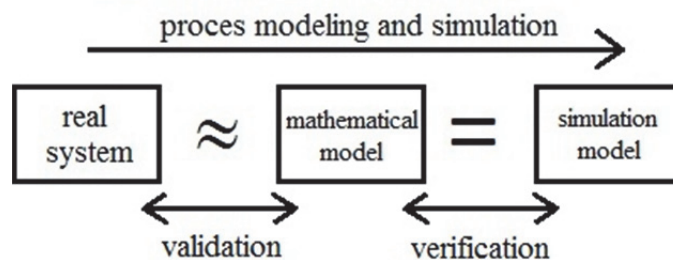 proces modeling and simulation
real
system
≈
mathematical
model
=
simulation
model
validation
verification